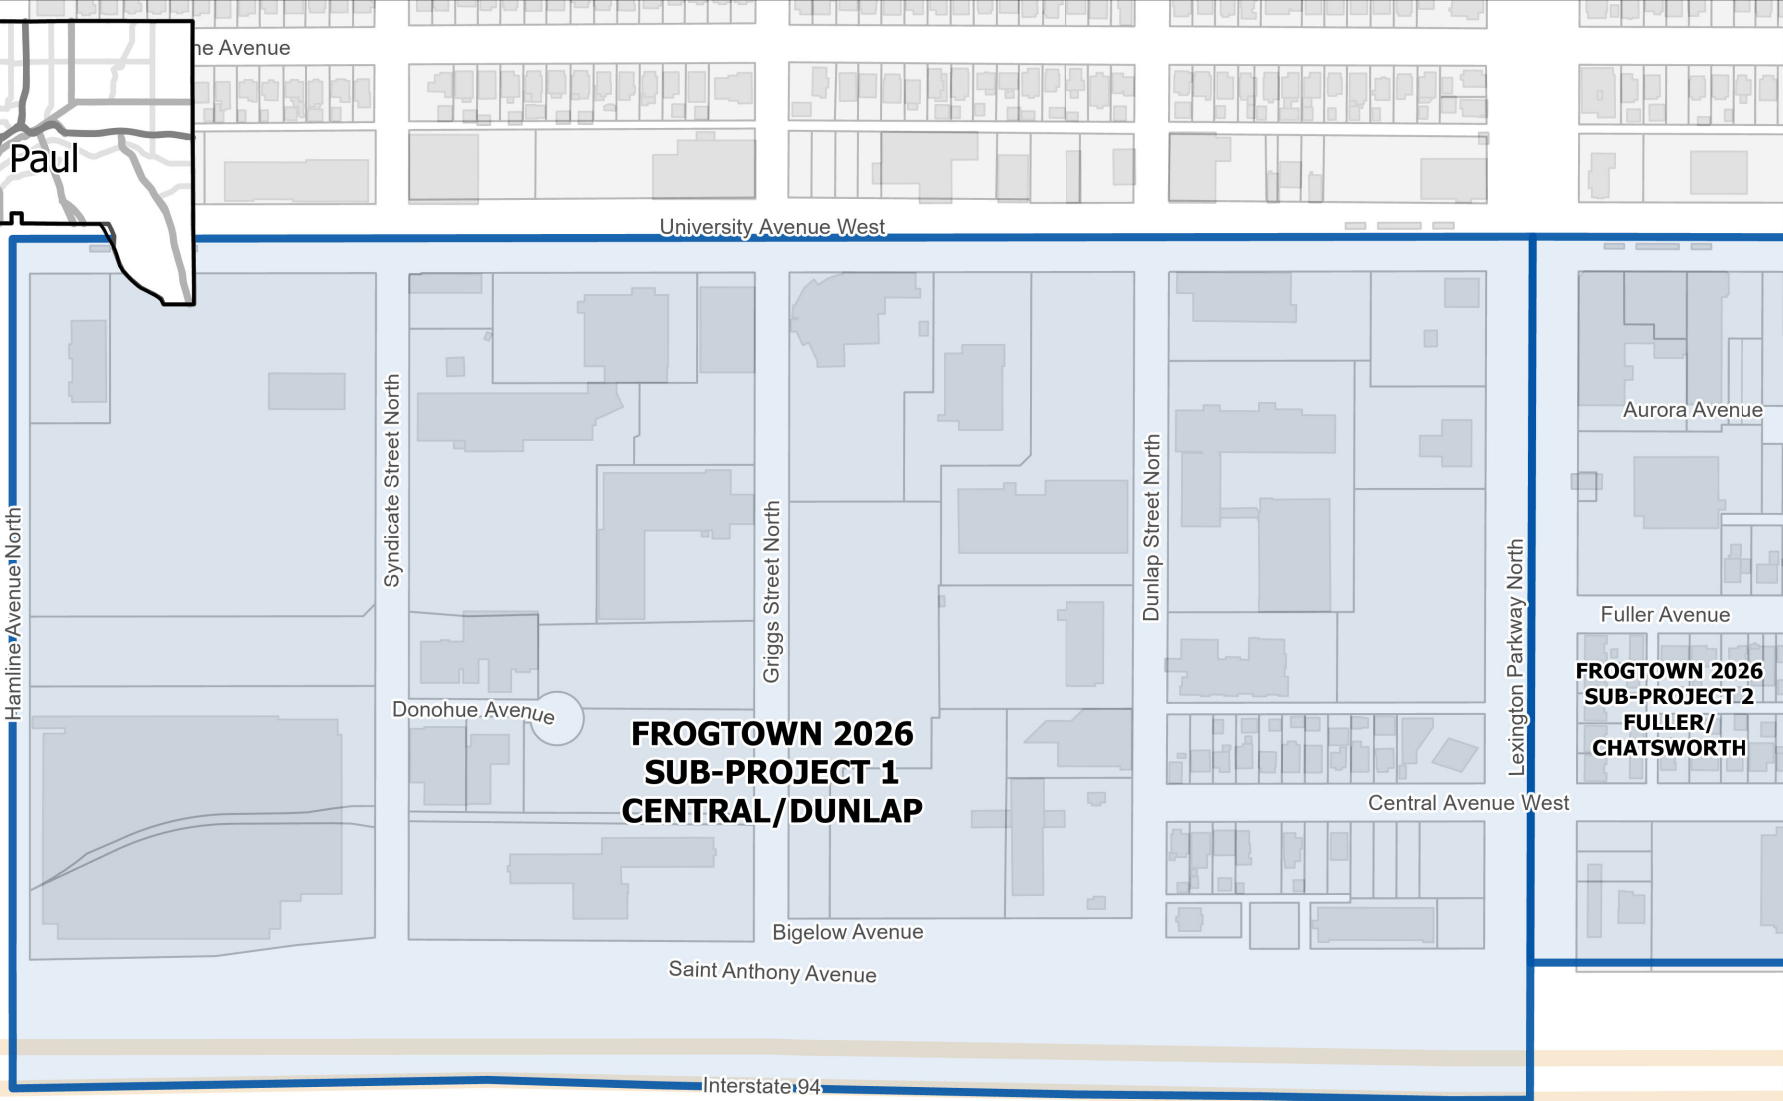 ne Avenue
Paul
University Avenue West
Aurora Avenue
Syndicate Street North
Dunlap Street North
Griggs Street North
Hamline Avenue North
Lexington Parkway North
Fuller Avenue
FROGTOWN 2026
SUB-PROJECT 2
FULLER/
CHATSWORTH
Donohue Avenue
FROGTOWN 2026
SUB-PROJECT 1
CENTRAL/DUNLAP
Central Avenue West
Bigelow Avenue
Saint Anthony Avenue
Interstate 94